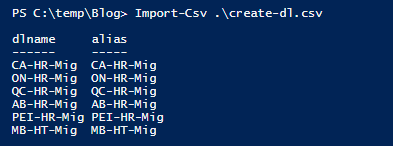 PS C:\temp\Blog> Import-Csv .\create-dl.csv
dlname alias
------ -----
CA-HR-Mig CA-HR-Mig
ON-HR-Mig ON-HR-Mig
QC-HR-Mig QC-HR-Mig
AB-HR-Mig AB-HR-Mig
PEI-HR-Mig PEI-HR-Mig
MB-HT-Mig MB-HT-Mig